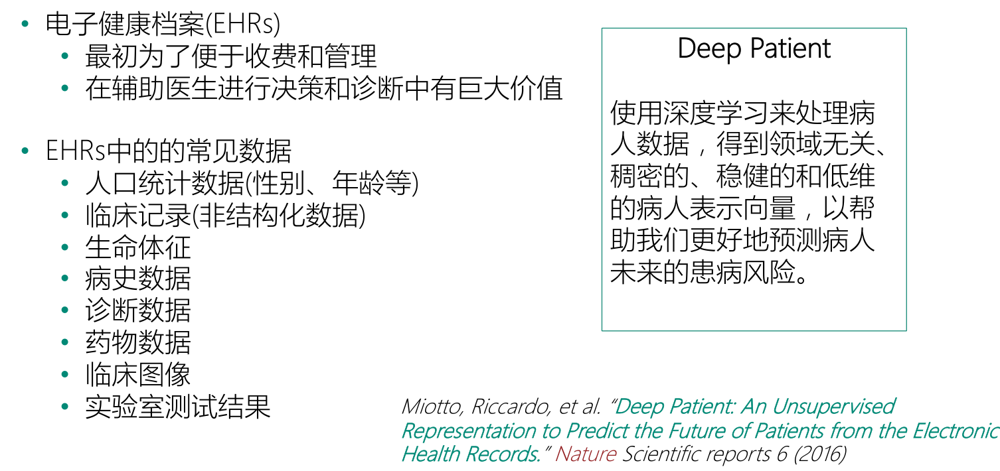 • 电子健康档案(EHRs)
• 最初为了便于收费和管理
• 在辅助医生进行决策和诊断中有巨大价值
• EHRs中的的常见数据
• 人口统计数据(性别、年龄等)
• 临床记录(非结构化数据)
• 生命体征
• 病史数据
• 诊断数据
• 药物数据
• 临床图像
• 实验室测试结果
Deep Patient
使用深度学习来处理病
人数据，得到领域无关、
稠密的、稳健的和低维
的病人表示向量，以帮
助我们更好地预测病人
未来的患病风险。
Miotto, Riccardo, et al. “Deep Patient: An Unsupervised
Representation to Predict the Future of Patients from the Electronic
Health Records.” Nature Scientific reports 6 (2016)